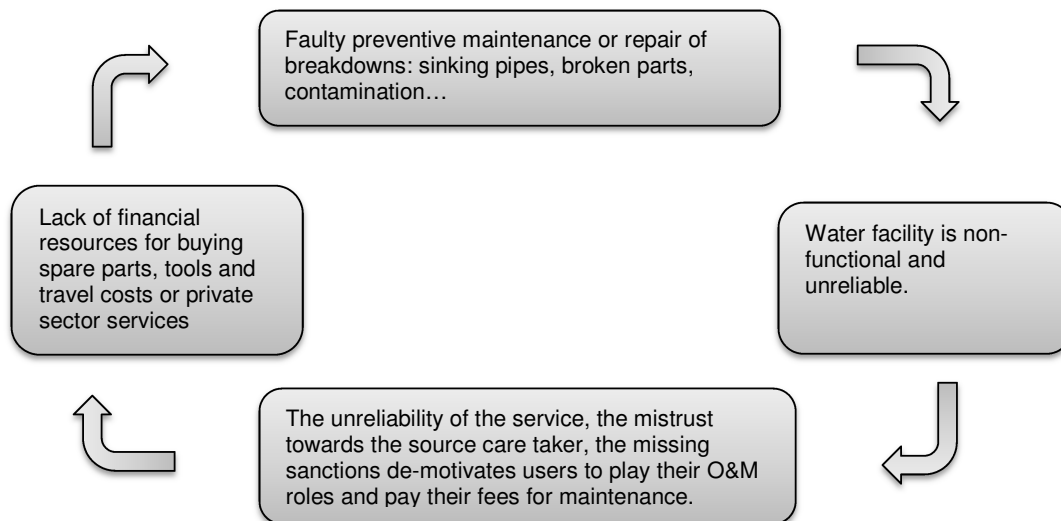 Faulty preventive maintenance or repair of
breakdowns: sinking pipes, broken parts,
contamination…
Lack of financial
resources for buying
spare parts, tools and
travel costs or private
sector services
Water facility is non-
functional and
unreliable.
The unreliability of the service, the mistrust
towards the source care taker, the missing
sanctions de-motivates users to play their O&M
roles and pay their fees for maintenance.